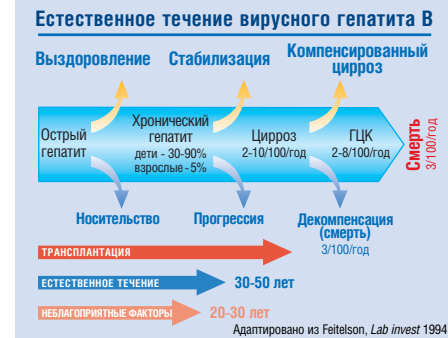 Естественное течение вирусного гепатита В
Выздоровление
Стабилизация
Компенсированный
цирроз
Острый
гепатит
Хронический
гепатит
дети - 30-90%
взрослые - 5%
Цирроз
2-10/100/год
ГЦК
2-8/100/год
Смерть
3/100/год
Носительство
Прогрессия
Декомпенсация
(смерть)
3/100/год
ТРАНСПЛАНТАЦИЯ
ЕСТЕСТВЕННОЕ ТЕЧЕНИЕ
30-50 лет
НЕБЛАГОПРИЯТНЫЕ ФАКТОРЫ
20-30 лет
Адаптировано из Feitelson, Lab invest 1994